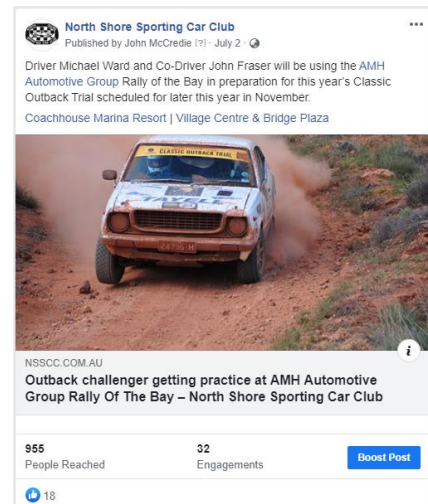 North Shore Sporting Car Club
Published by John McCredie [?] · July 2 ·
Driver Michael Ward and Co-Driver John Fraser will be using the AMH
Automotive Group Rally of the Bay in preparation for this year's Classic
Outback Trial scheduled for later this year in November.
Coachhouse Marina Resort | Village Centre & Bridge Plaza
CLASSIC OUTBACK TRIAL
NSSCC.COM.AU
i
Outback challenger getting practice at AMH Automotive
Group Rally Of The Bay – North Shore Sporting Car Club
955
People Reached
32
Engagements
Boost Post
18